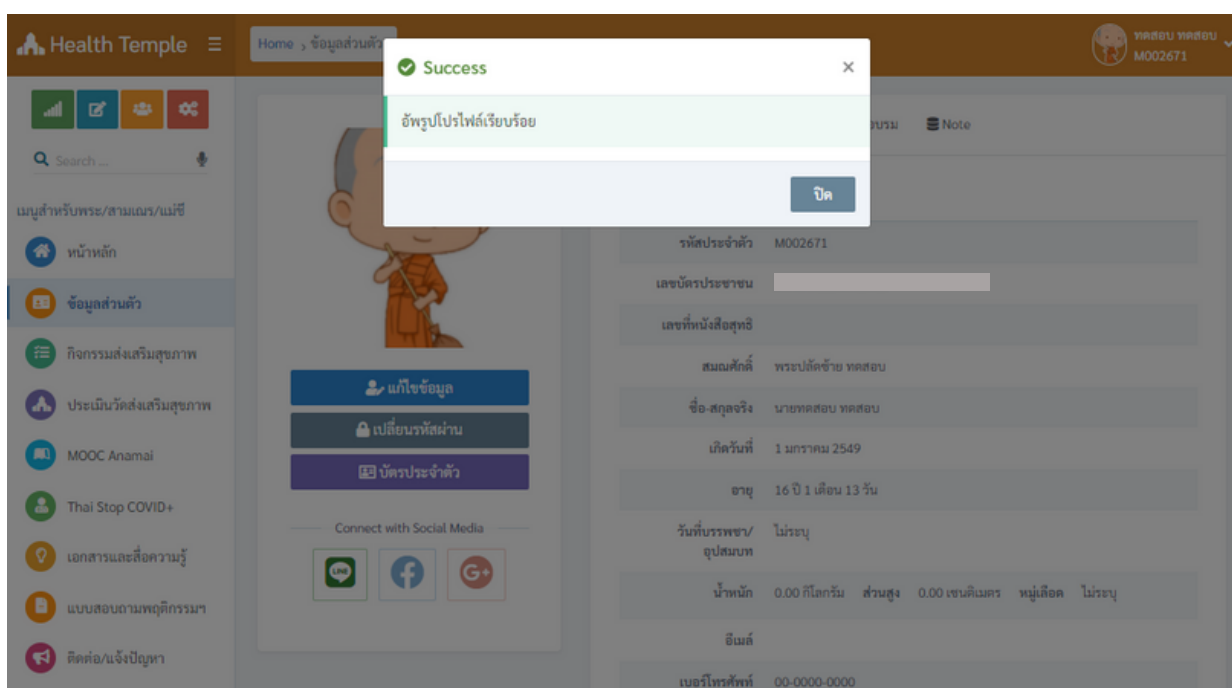 Health Temple
Home › ข้อมูลส่วนตัว
ทดสอบ ทดสอบ
M002671
Success
×
อัพรูปโปรไฟล์เรียบร้อย
ปิด
Search ...
เมนูสำหรับพระ/สามเณร/แม่ชี
หน้าหลัก
ข้อมูลส่วนตัว
กิจกรรมส่งเสริมสุขภาพ
ประเมินวัดส่งเสริมสุขภาพ
MOOC Anamai
Thai Stop COVID+
เอกสารและสื่อความรู้
แบบสอบถามพฤติกรรมฯ
ติดต่อ/แจ้งปัญหา
แก้ไขข้อมูล
เปลี่ยนรหัสผ่าน
บัตรประจำตัว
Connect with Social Media
LINE
G+
Note
รหัสประจำตัว M002671
เลขบัตรประชาชน
เลขที่หนังสือสุทธิ
สมณศักดิ์ พระปลัดซ้าย ทดสอบ
ชื่อ-สกุลจริง นายทดสอบ ทดสอบ
เกิดวันที่ 1 มกราคม 2549
อายุ 16 ปี 1 เดือน 13 วัน
วันที่บรรพชา/ ไม่ระบุ
อุปสมบท
น้ำหนัก 0.00 กิโลกรัม ส่วนสูง 0.00 เซนติเมตร หมู่เลือด ไม่ระบุ
อีเมล์
เบอร์โทรศัพท์ 00-0000-0000